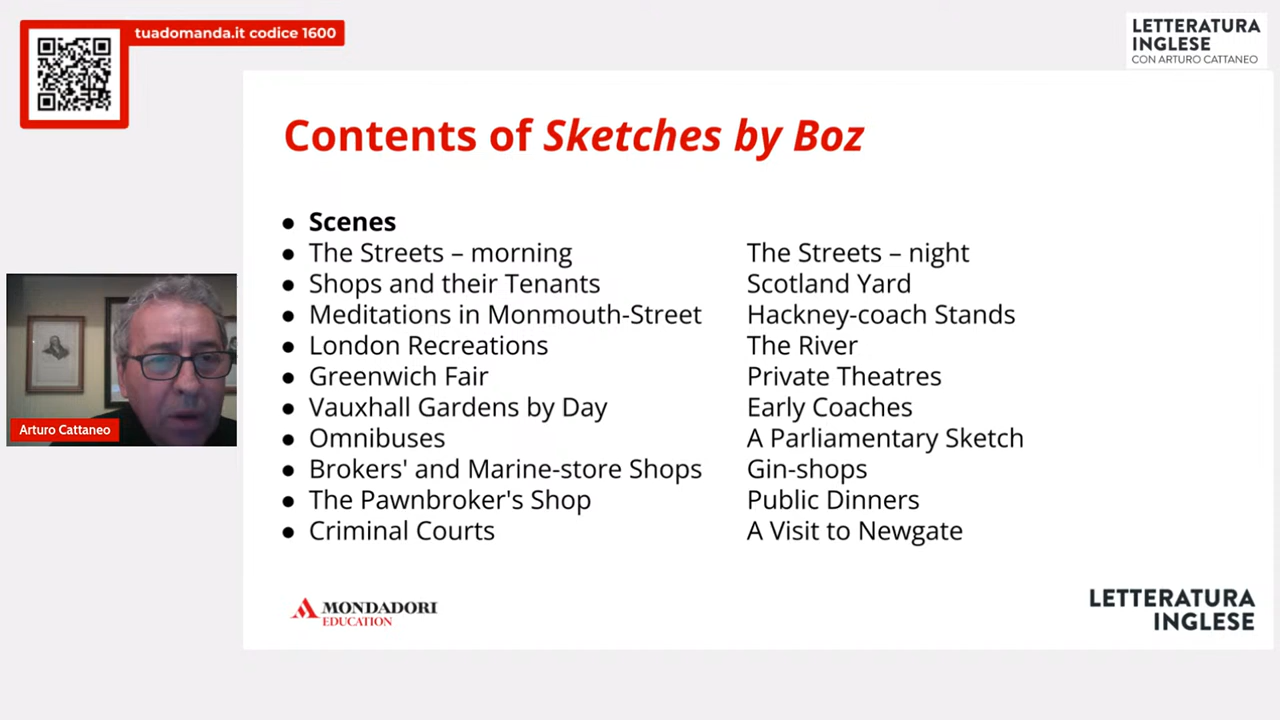 tuadomanda.it codice 1600
LETTERATURA
INGLESE
CON ARTURO CATTANEO
Contents of Sketches by Boz
● Scenes
● The Streets – morning The Streets – night
● Shops and their Tenants Scotland Yard
● Meditations in Monmouth-Street Hackney-coach Stands
● London Recreations The River
● Greenwich Fair Private Theatres
● Vauxhall Gardens by Day Early Coaches
● Omnibuses A Parliamentary Sketch
● Brokers' and Marine-store Shops Gin-shops
● The Pawnbroker's Shop Public Dinners
● Criminal Courts A Visit to Newgate
Arturo Cattaneo
MONDADORI
EDUCATION
LETTERATURA
INGLESE